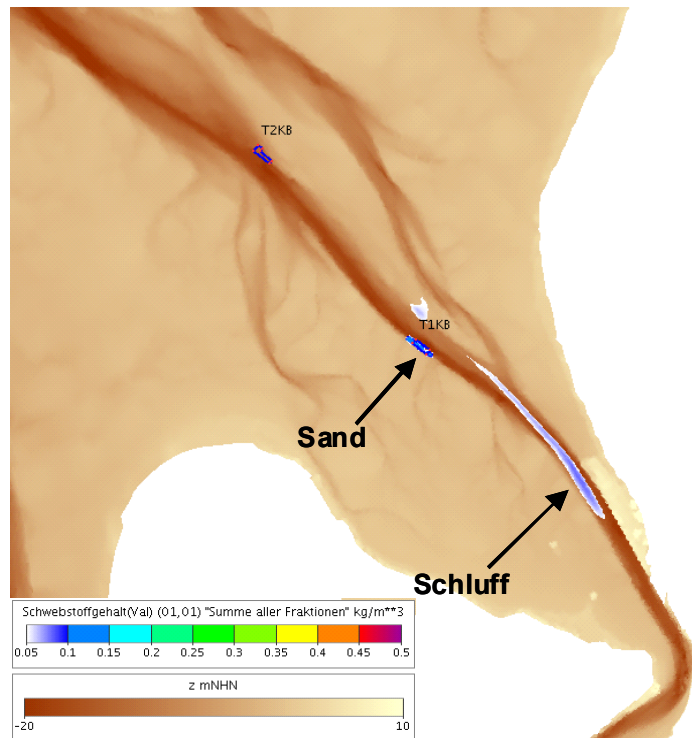 T2KB
T1KB
Sand
Schluff
Schwebstoffgehalt(Val) (01,01) "Summe aller Fraktionen" kg/m**3
0.05 0.1 0.15 0.2 0.25 0.3 0.35 0.4 0.45 0.5
z mNHN
-20 10